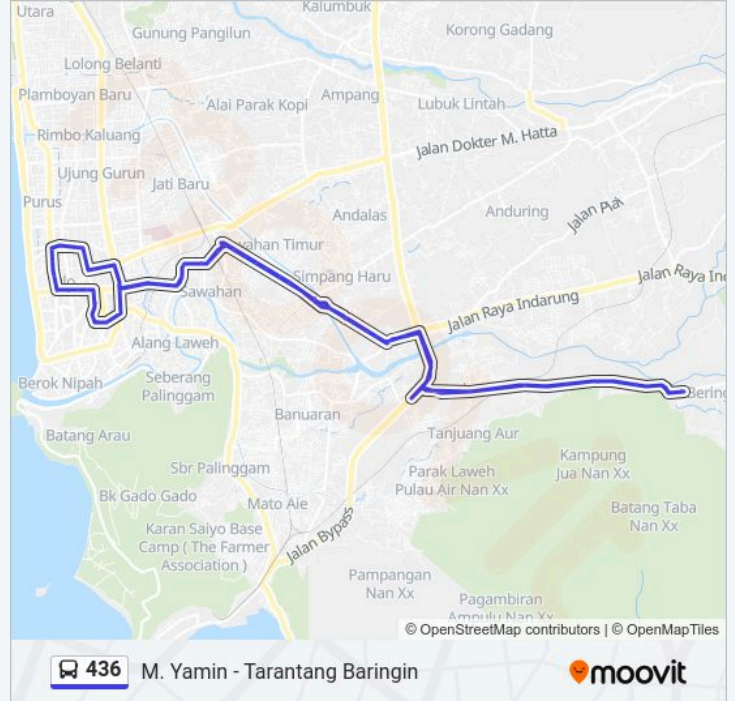 Utara
Kalumbuk
Gunung Pangilun
Korong Gadang
Lolong Belanti
Plamboyan Baru
Alai Parak Kopi
Ampang
Lubuk Lintah
Rimbo Kaluang
Jalan Dokter M. Hatta
Ujung Gurun
Jati Baru
Purus
Andalas
Anduring
Jalan
wahan Timur
Simpang Haru
Jalan Raya Ind
Sawahan
Jalan Raya Indarung
Alang Laweh
Berok Nipah
Seberang
Palinggam
Bering
Banuaran
Batang Arau
Tanjuang Aur
Kampung
Jua Nan Xx
Sbr Palinggam
Parak Laweh
Pulau Air Nan Xx
Bk Gado Gado
Mato Aie
Batang Taba
Nan Xx
Karan Saiyo Base
Camp ( The Farmer
Association )
Jalan Bypass
Pampangan
Nan Xx
Pagambiran
Ampulu Nan Xx
© OpenStreetMap contributors | © OpenMapTiles
436 M. Yamin - Tarantang Baringin
moovit